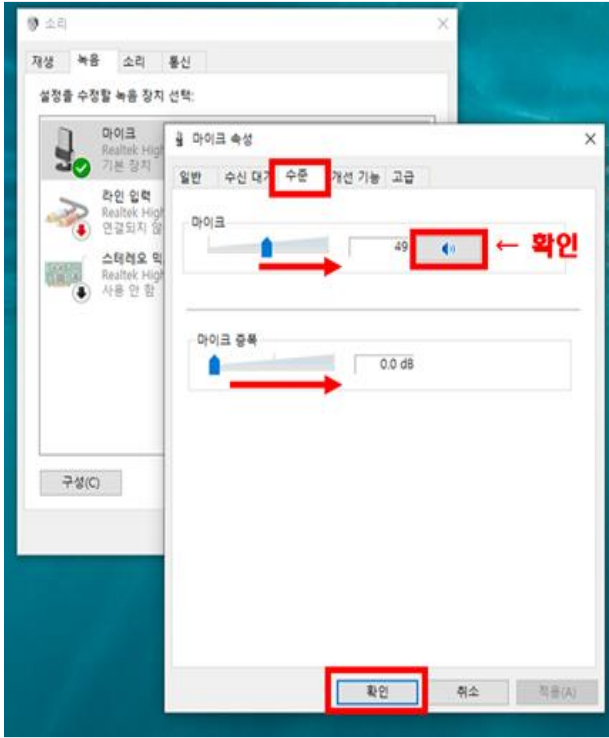 소리
재생 녹음 소리 통신
설정을 수정할 녹음 장치 선택:
마이크
Realtek High
기본 장치
라인 입력
Realtek High
연결되지 않
스테레오 믹
Realtek High
사용 안 함
구성(C)
마이크 속성
일반 수신 대기 수준 개선 기능 고급
마이크
49
← 확인
마이크 증폭
0.0 dB
확인 취소 적용(A)